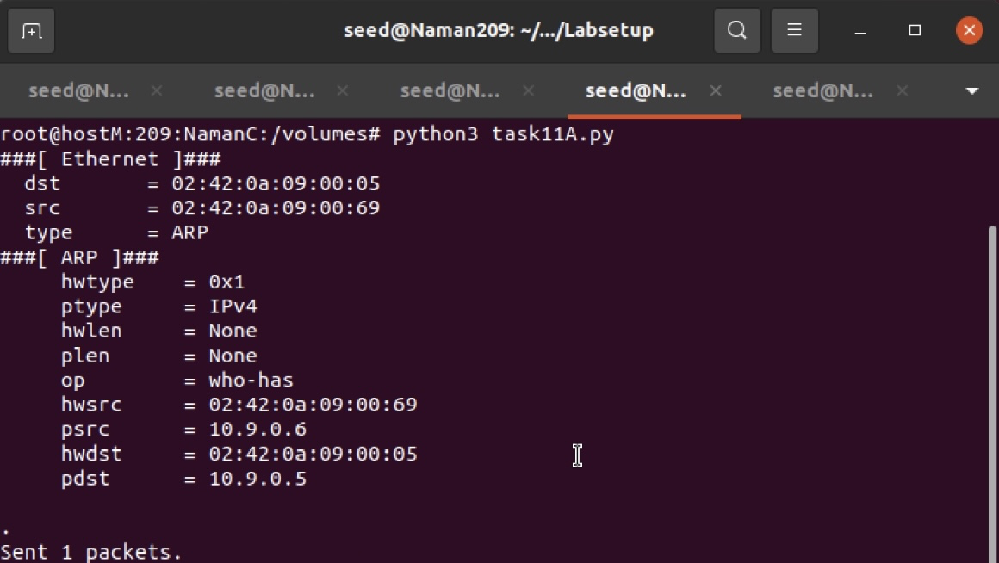 seed@Naman209: ~/.../Labsetup
seed@N... seed@N... seed@N... seed@N... seed@N...
root@hostM:209:NamanC:/volumes# python3 task11A.py
###[ Ethernet ]###
  dst       = 02:42:0a:09:00:05
  src       = 02:42:0a:09:00:69
  type      = ARP
###[ ARP ]###
     hwtype    = 0x1
     ptype     = IPv4
     hwlen     = None
     plen      = None
     op        = who-has
     hwsrc     = 02:42:0a:09:00:69
     psrc      = 10.9.0.6
     hwdst     = 02:42:0a:09:00:05
     pdst      = 10.9.0.5
.
Sent 1 packets.